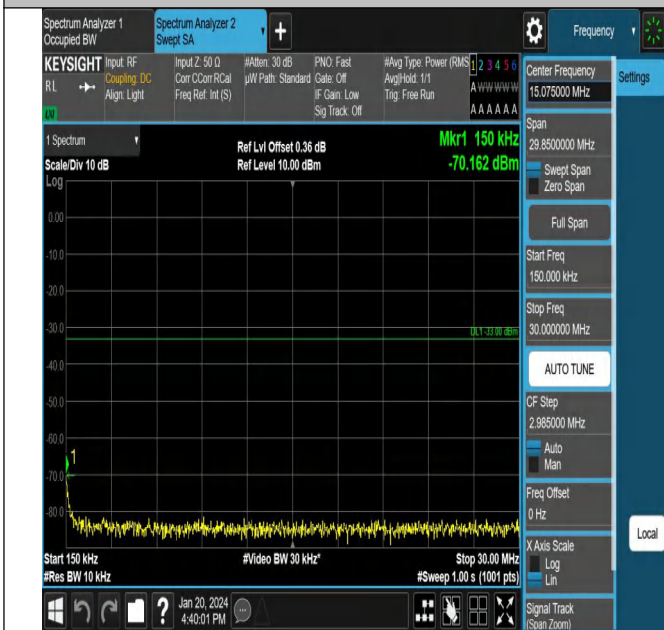 Spectrum Analyzer 1
Occupied BW
Spectrum Analyzer 2
Swept SA
+
Frequency
KEYSIGHT
RL
Input: RF
Coupling: DC
Align: Light
Input Z: 50 Ω
Corr CCorr RCal
Freq Ref: Int (S)
#Atten: 30 dB
µW Path: Standard
PNO: Fast
Gate: Off
IF Gain: Low
Sig Track: Off
#Avg Type: Power (RMS
Avg|Hold: 1/1
Trig: Free Run
1 2 3 4 5 6
A W W W W W
A A A A A A
1 Spectrum
Scale/Div 10 dB
Log
Ref Lvl Offset 0.36 dB
Ref Level 10.00 dBm
Mkr1 150 kHz
-70.162 dBm
0.00
-10.0
-20.0
-30.0
-40.0
-50.0
-60.0
-70.0
-80.0
DL1 -33.00 dBm
1
Start 150 kHz
#Res BW 10 kHz
#Video BW 30 kHz*
Stop 30.00 MHz
#Sweep 1.00 s (1001 pts)
Jan 20, 2024
4:40:01 PM
Center Frequency
15.075000 MHz
Settings
Span
29.8500000 MHz
Swept Span
Zero Span
Full Span
Start Freq
150.000 kHz
Stop Freq
30.000000 MHz
AUTO TUNE
CF Step
2.985000 MHz
Auto
Man
Freq Offset
0 Hz
Local
X Axis Scale
Log
Lin
Signal Track
(Span Zoom)